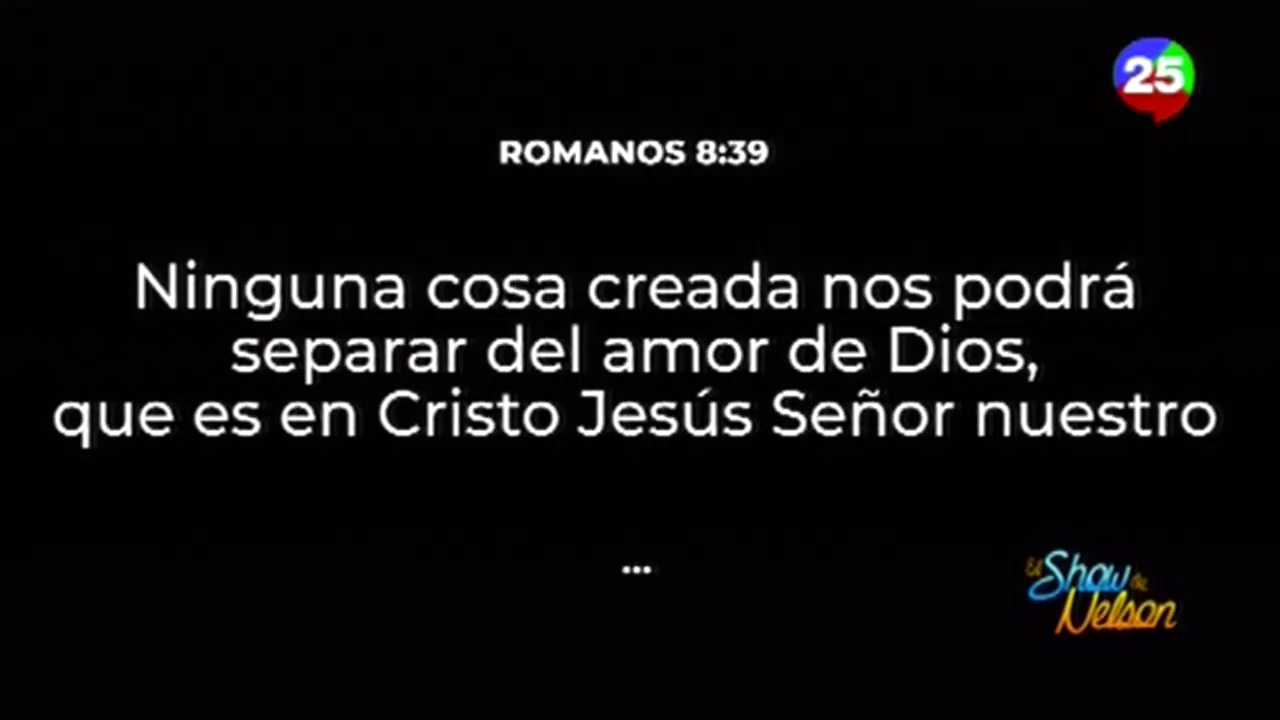 25
ROMANOS 8:39
Ninguna cosa creada nos podrá
separar del amor de Dios,
que es en Cristo Jesús Señor nuestro
...
El Show de
Nelson